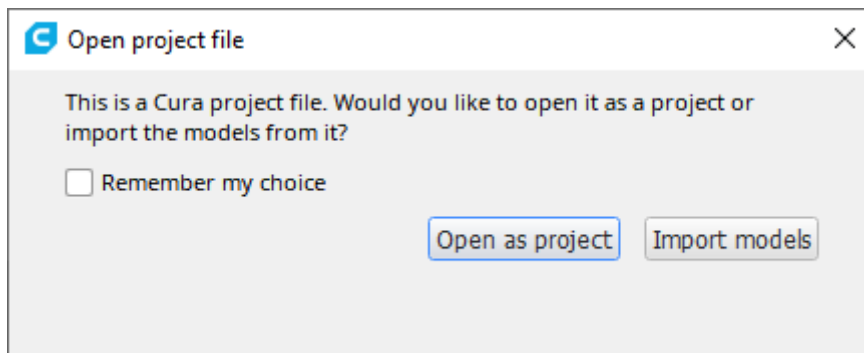 Open project file
This is a Cura project file. Would you like to open it as a project or
import the models from it?
Remember my choice
Open as project
Import models